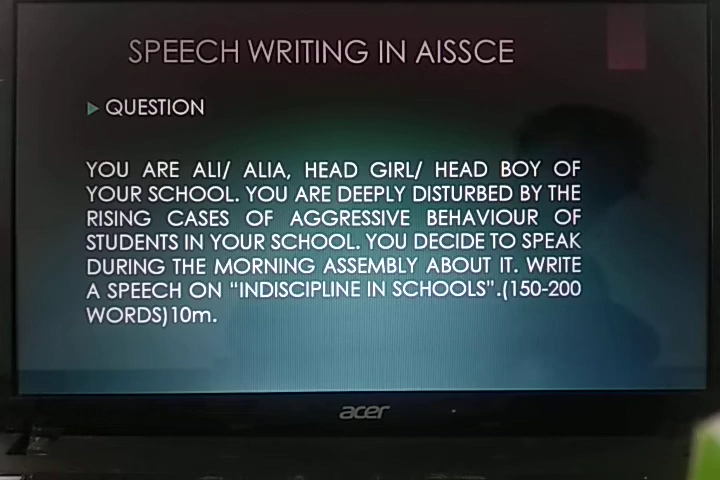 SPEECH WRITING IN AISSCE
QUESTION
YOU ARE ALI/ ALIA, HEAD GIRL/ HEAD BOY OF
YOUR SCHOOL. YOU ARE DEEPLY DISTURBED BY THE
RISING CASES OF AGGRESSIVE BEHAVIOUR OF
STUDENTS IN YOUR SCHOOL. YOU DECIDE TO SPEAK
DURING THE MORNING ASSEMBLY ABOUT IT. WRITE
A SPEECH ON “INDISCIPLINE IN SCHOOLS”.(150-200
WORDS)10m.
acer